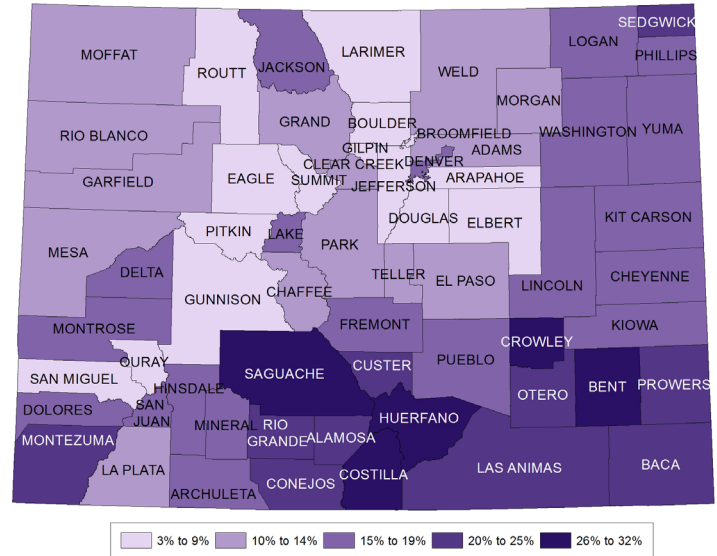 SEDGWICK
LARIMER
LOGAN
MOFFAT
PHILLIPS
JACKSON
ROUTT
WELD
MORGAN
GRAND
BOULDER
RIO BLANCO
BROOMFIELD
WASHINGTON
YUMA
GILPIN
ADAMS
CLEAR CREEK
DENVER
GARFIELD
EAGLE
SUMMIT
JEFFERSON
ARAPAHOE
DOUGLAS
ELBERT
KIT CARSON
PITKIN
LAKE
MESA
PARK
DELTA
TELLER
EL PASO
CHEYENNE
LINCOLN
CHAFFEE
GUNNISON
FREMONT
KIOWA
MONTROSE
CROWLEY
OURAY
CUSTER
PUEBLO
SAGUACHE
SAN MIGUEL
HINSDALE
BENT
PROWERS
OTERO
DOLORES
SAN
JUAN
HUERFANO
MINERAL
RIO
GRANDE
ALAMOSA
MONTEZUMA
LA PLATA
COSTILLA
LAS ANIMAS
BACA
CONEJOS
ARCHULETA
3% to 9%
10% to 14%
15% to 19%
20% to 25%
26% to 32%